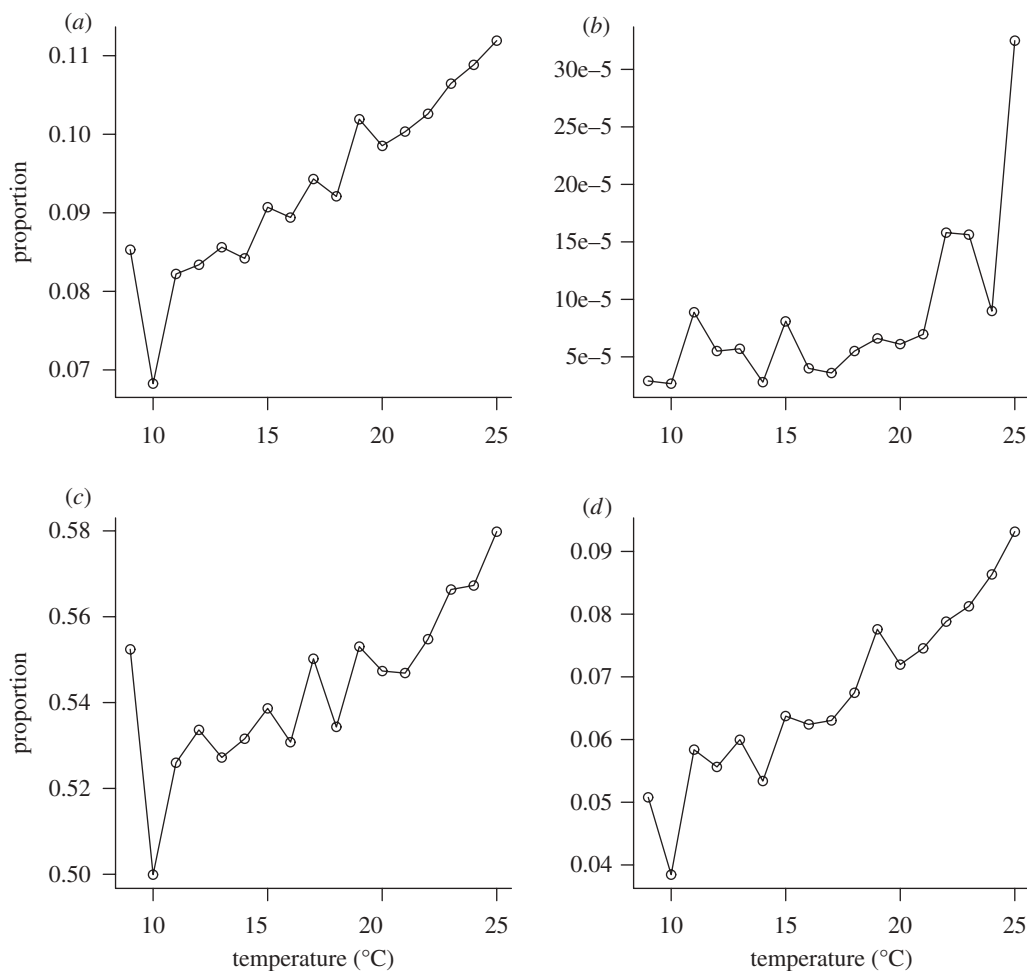 (a)
proportion
0.11
0.10
0.09
0.08
0.07
10 15 20 25
(b)
30e–5
25e–5
20e–5
15e–5
10e–5
5e–5
10 15 20 25
(c)
proportion
0.58
0.56
0.54
0.52
0.50
10 15 20 25
temperature (°C)
(d)
0.09
0.08
0.07
0.06
0.05
0.04
10 15 20 25
temperature (°C)